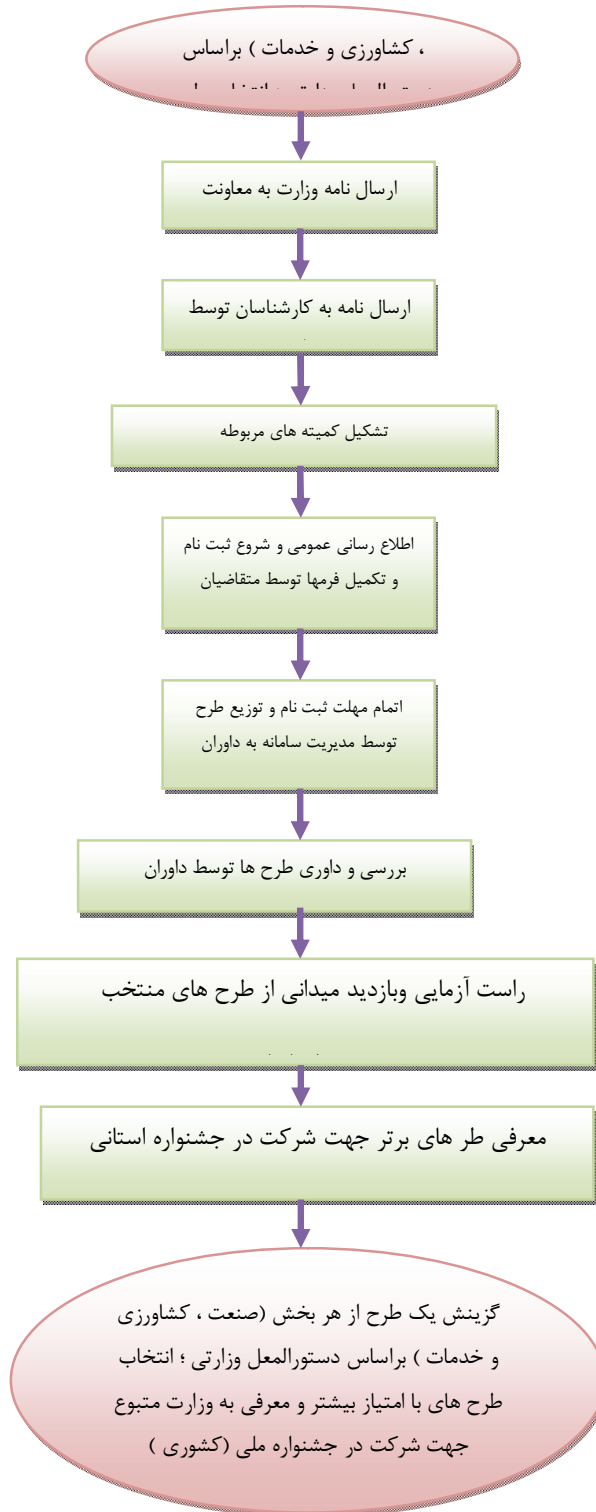 ، کشاورزی و خدمات ) براساس
ارسال نامه وزارت به معاونت
ارسال نامه به کارشناسان توسط
تشکیل کمیته های مربوطه
اطلاع رسانی عمومی و شروع ثبت نام
و تکمیل فرمها توسط متقاضیان
اتمام مهلت ثبت نام و توزیع طرح
توسط مدیریت سامانه به داوران
بررسی و داوری طرح ها توسط داوران
راست آزمایی وبازدید میدانی از طرح های منتخب
معرفی طر های برتر جهت شرکت در جشنواره استانی
گزینش یک طرح از هر بخش (صنعت ، کشاورزی
و خدمات ) براساس دستورالمعل وزارتی ؛ انتخاب
طرح های با امتیاز بیشتر و معرفی به وزارت متبوع
جهت شرکت در جشنواره ملی (کشوری )